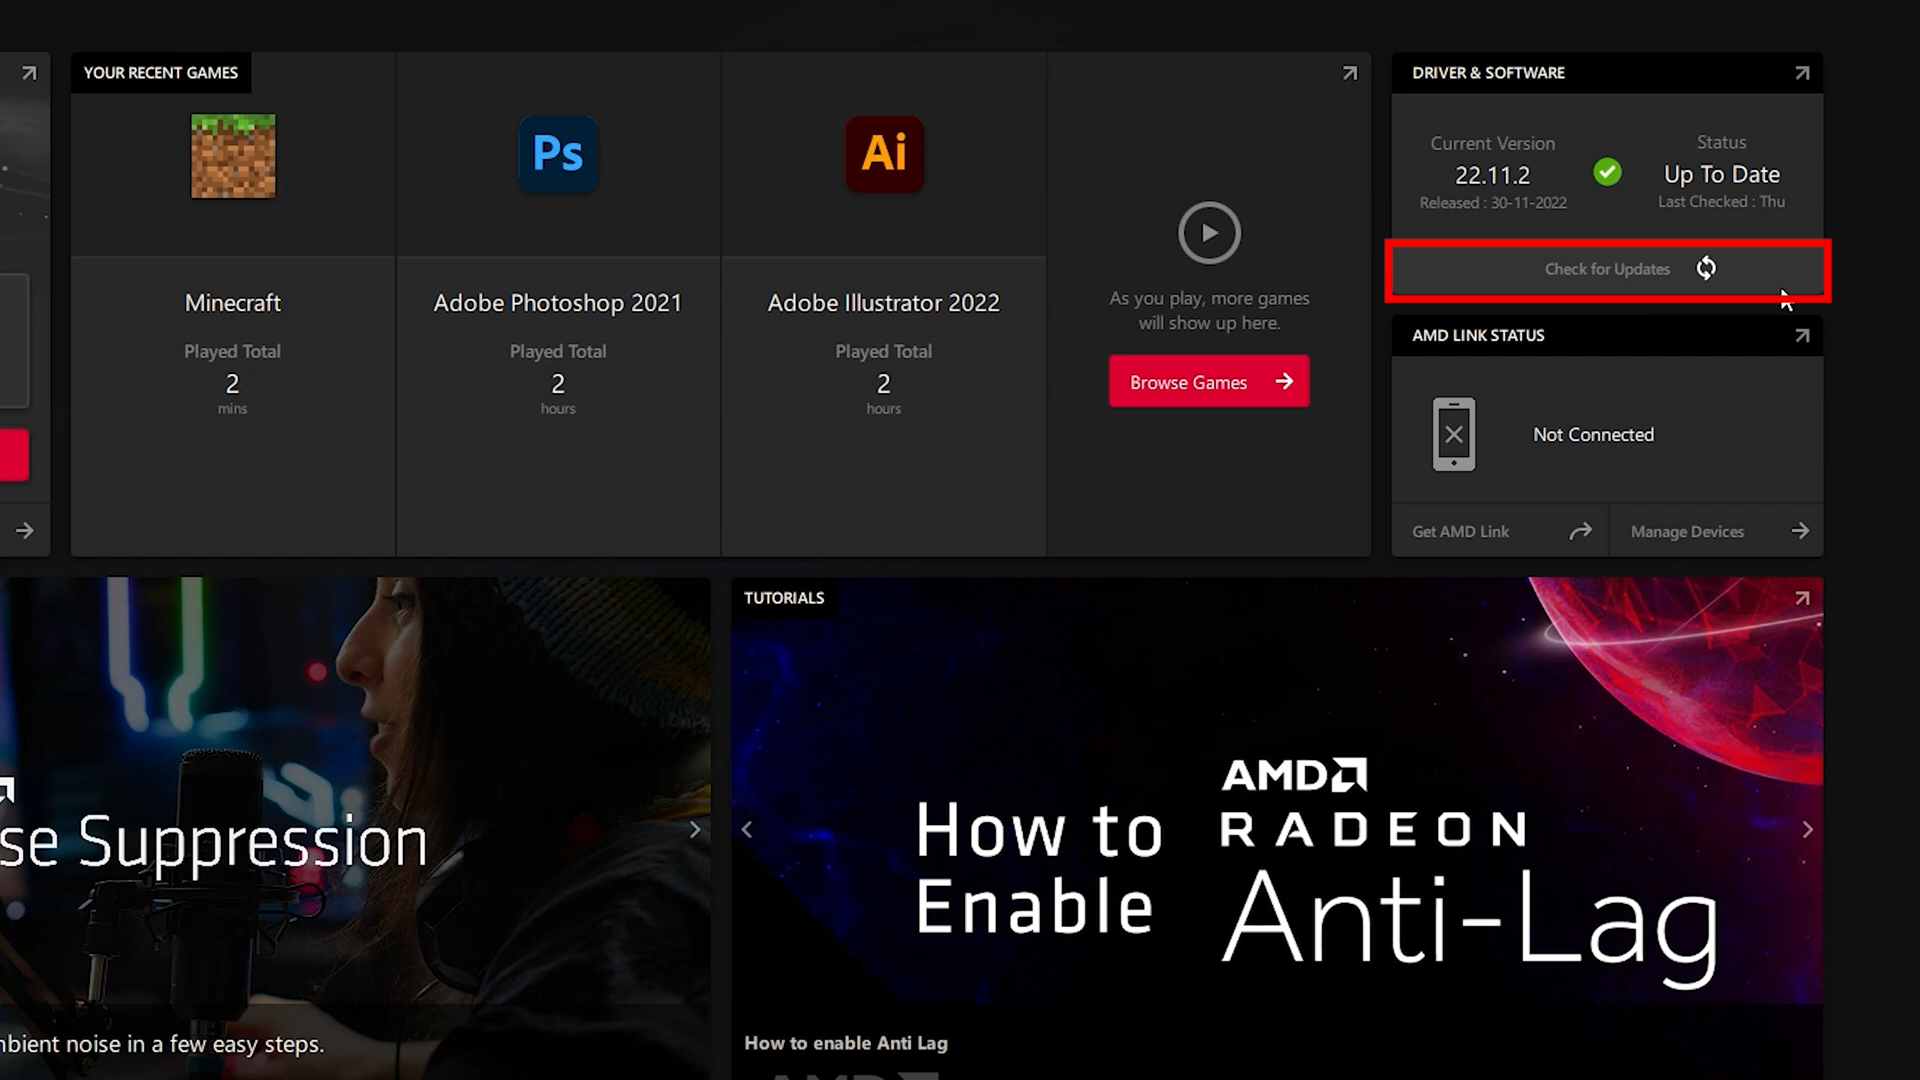 YOUR RECENT GAMES
Ps
Ai
Minecraft
Played Total
2
mins
Adobe Photoshop 2021
Played Total
2
hours
Adobe Illustrator 2022
Played Total
2
hours
As you play, more games
will show up here.
Browse Games
DRIVER & SOFTWARE
Current Version
22.11.2
Released : 30-11-2022
Status
Up To Date
Last Checked : Thu
Check for Updates
AMD LINK STATUS
Not Connected
Get AMD Link
Manage Devices
se Suppression
mbient noise in a few easy steps.
TUTORIALS
How to
Enable
AMD
RADEON
Anti-Lag
How to enable Anti Lag
AMD